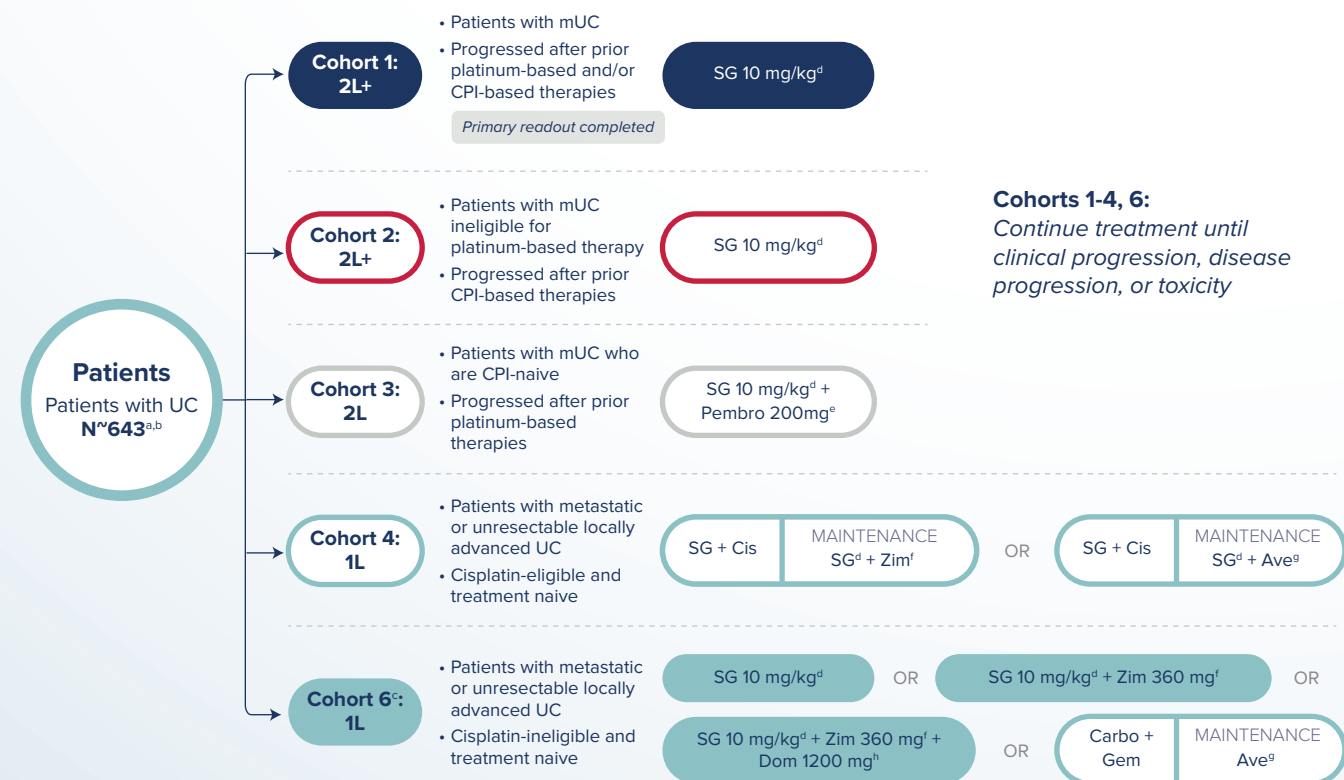 Patients
Patients with UC
N~643a,b
Cohort 1:
2L+
• Patients with mUC
• Progressed after prior
platinum-based and/or
CPI-based therapies
Primary readout completed
SG 10 mg/kgd
Cohort 2:
2L+
• Patients with mUC
ineligible for
platinum-based therapy
• Progressed after prior
CPI-based therapies
SG 10 mg/kgd
Cohorts 1-4, 6:
Continue treatment until
clinical progression, disease
progression, or toxicity
Cohort 3:
2L
• Patients with mUC who
are CPI-naive
• Progressed after prior
platinum-based
therapies
SG 10 mg/kgd +
Pembro 200mge
Cohort 4:
1L
• Patients with metastatic
or unresectable locally
advanced UC
• Cisplatin-eligible and
treatment naive
SG + Cis
MAINTENANCE
SGd + Zimf
OR
SG + Cis
MAINTENANCE
SGd + Aveg
Cohort 6c:
1L
• Patients with metastatic
or unresectable locally
advanced UC
• Cisplatin-ineligible and
treatment naive
SG 10 mg/kgd
OR
SG 10 mg/kgd + Zim 360 mgf
OR
SG 10 mg/kgd + Zim 360 mgf +
Dom 1200 mgh
OR
Carbo +
Gem
MAINTENANCE
Aveg